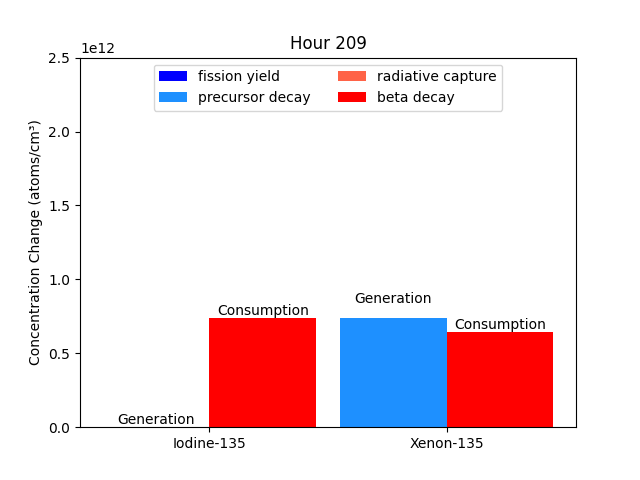 Hour 209
1e12
fission yield
precursor decay
radiative capture
beta decay
Concentration Change (atoms/cm³)
2.5
2.0
1.5
1.0
0.5
0.0
Generation
Consumption
Generation
Consumption
Iodine-135
Xenon-135